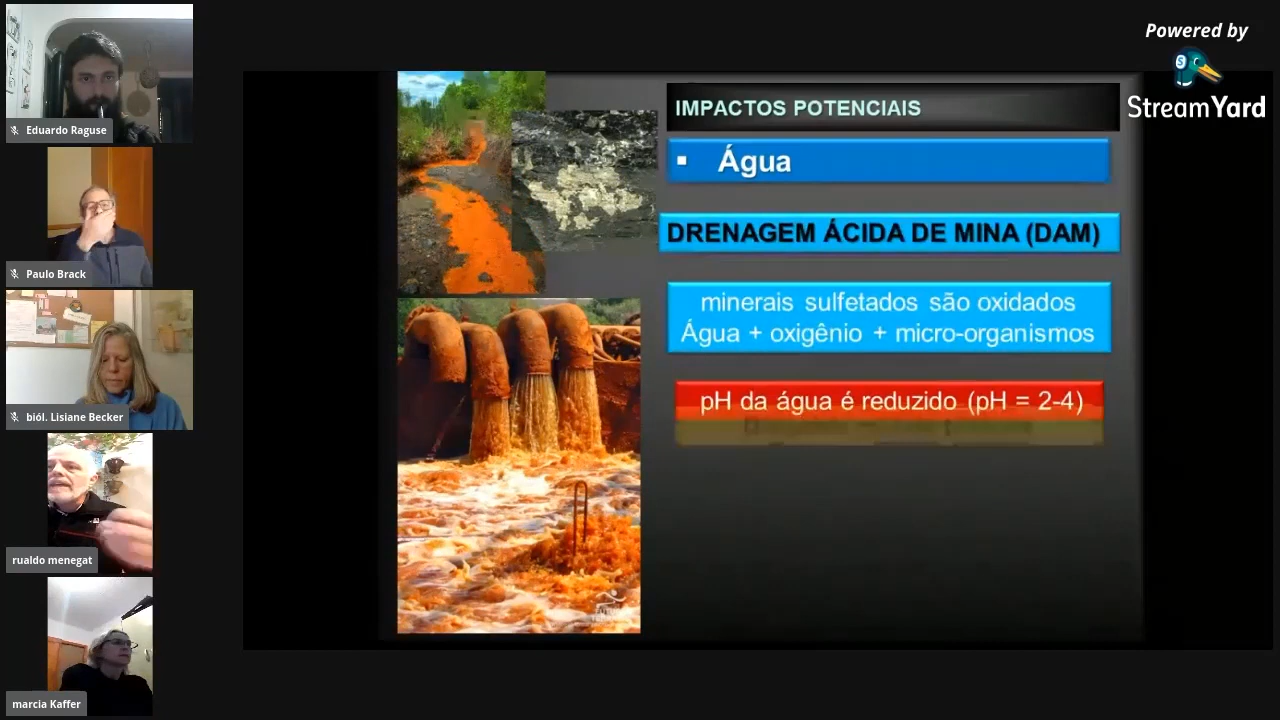 Powered by
StreamYard
Eduardo Raguse
Paulo Brack
biól. Lisiane Becker
rualdo menegat
marcia Kaffer
IMPACTOS POTENCIAIS
▪ Água
DRENAGEM ÁCIDA DE MINA (DAM)
minerais sulfetados são oxidados
Água + oxigênio + micro-organismos
pH da água é reduzido (pH = 2-4)